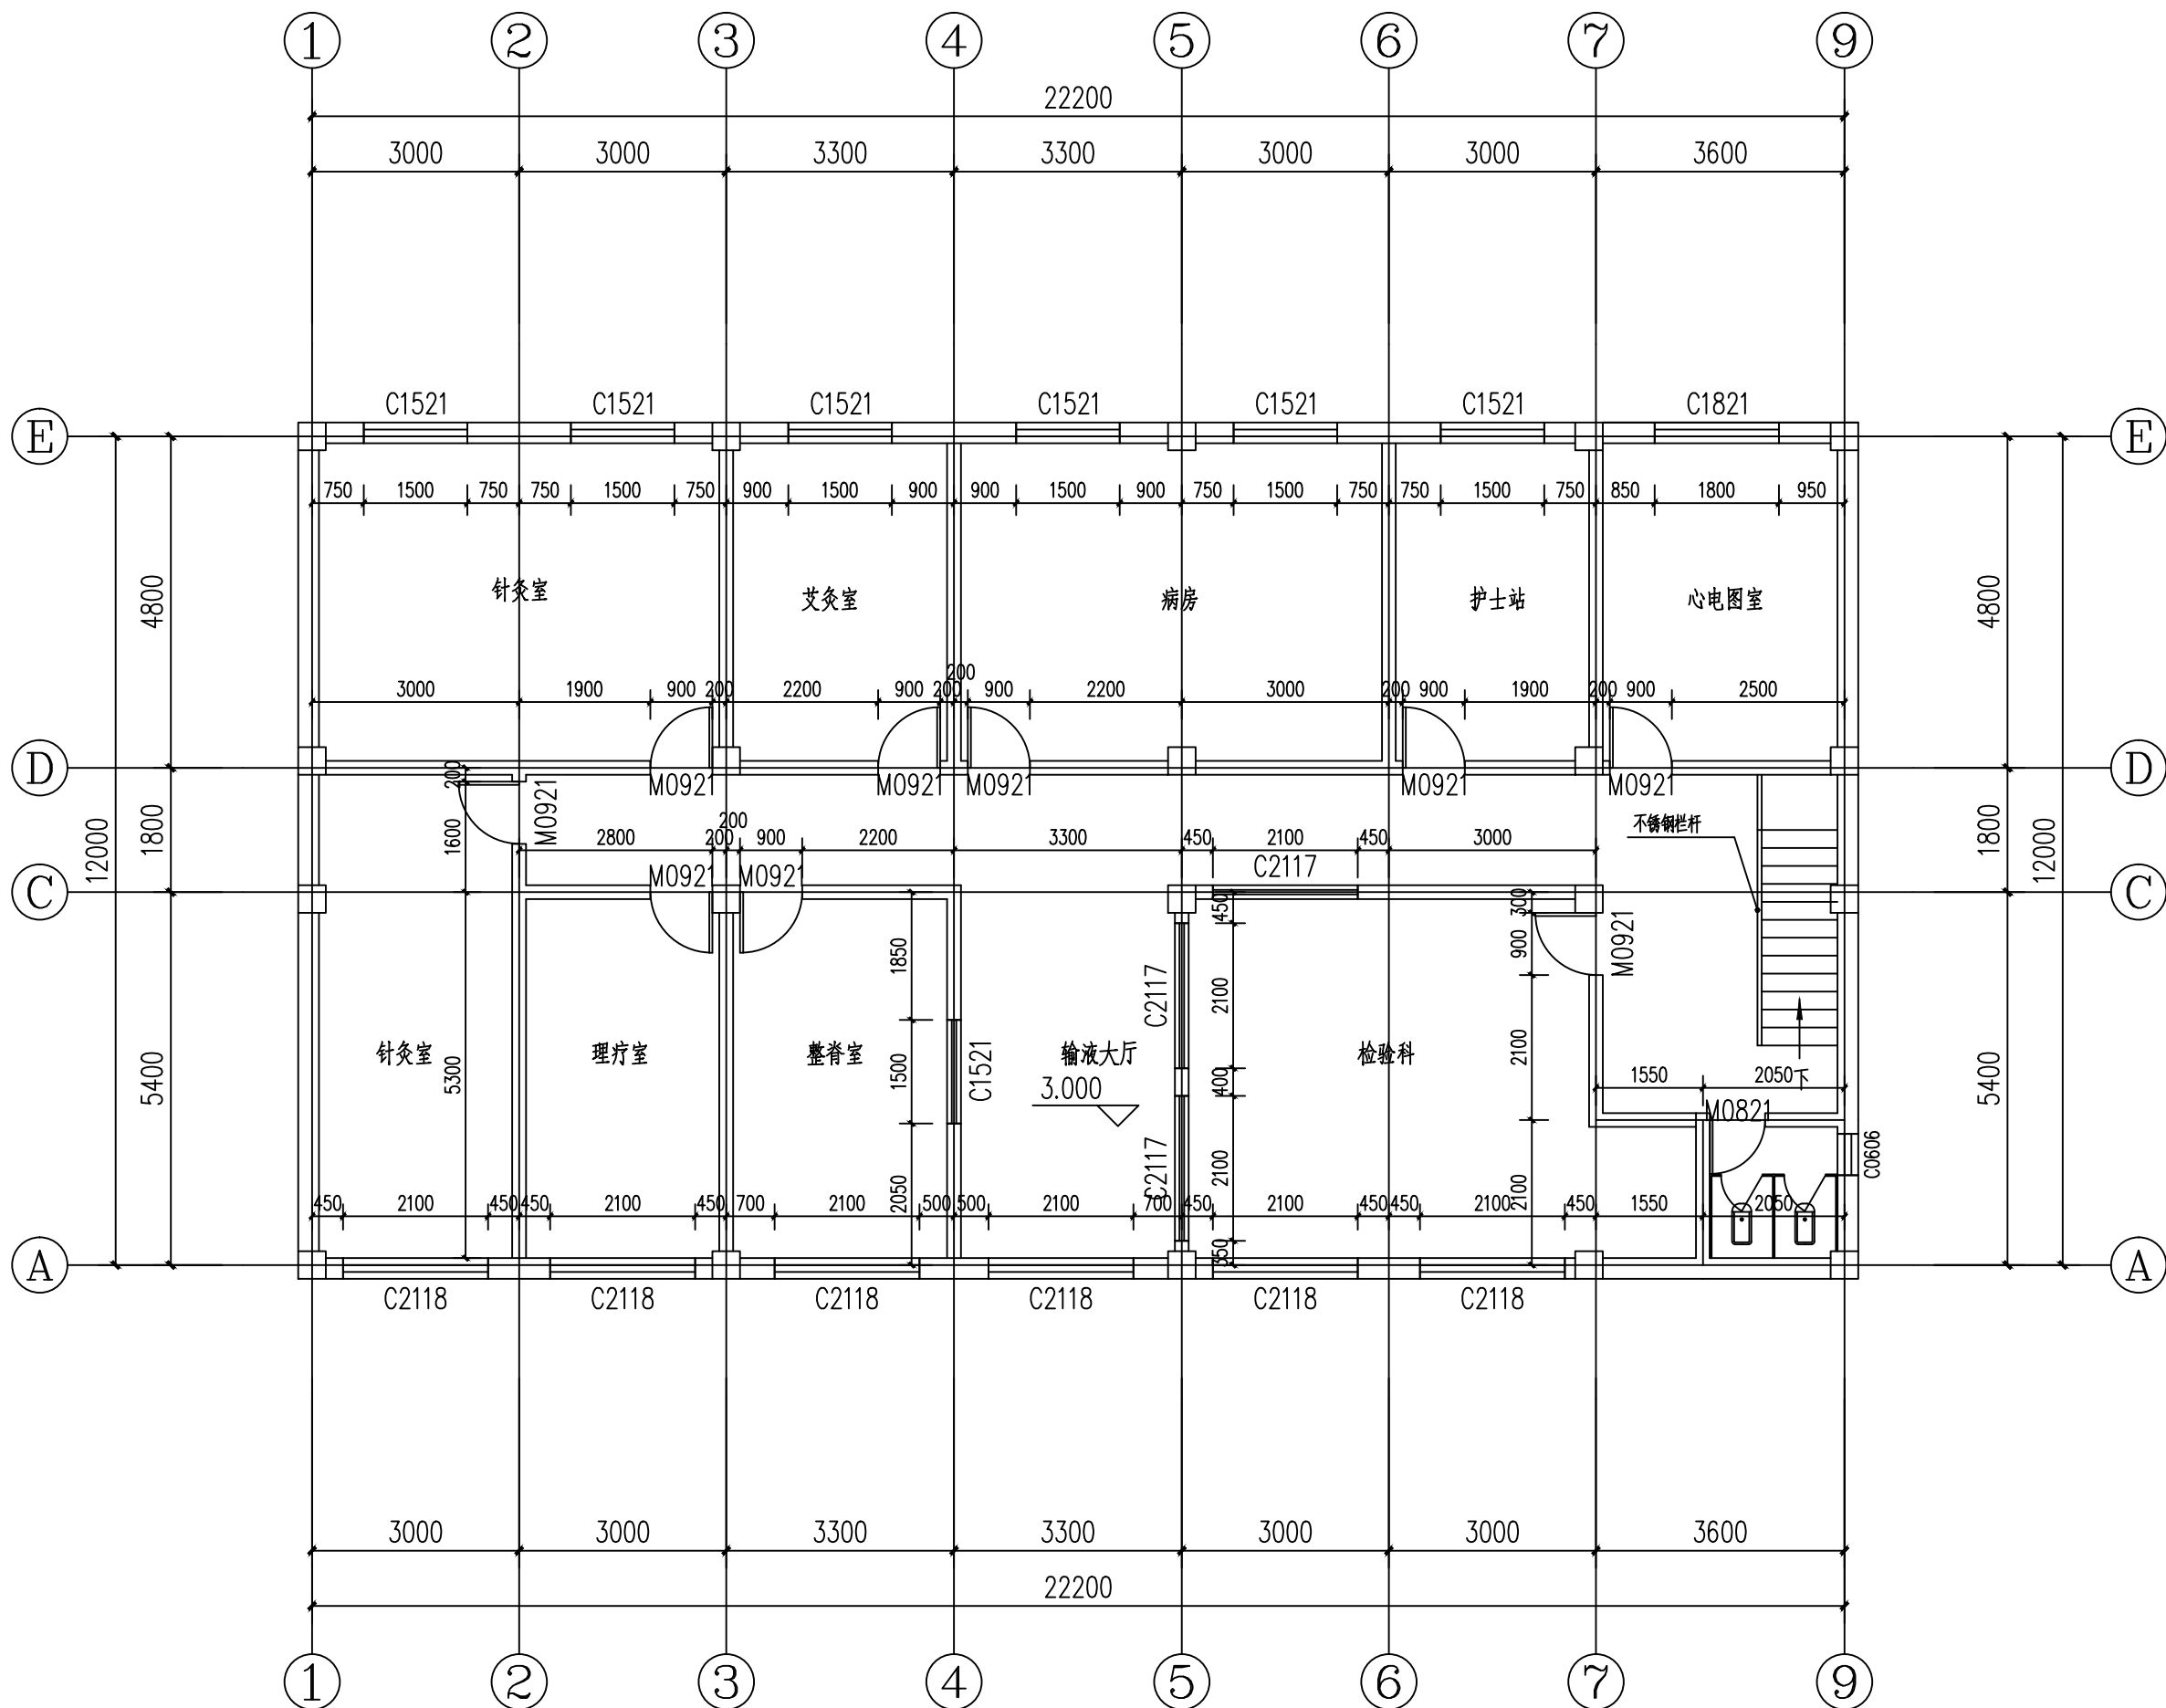 1 2 3 4 5 6 7 9
22200
3000 3000 3300 3300 3000 3000 3600
C1521 C1521 C1521 C1521 C1521 C1521 C1821
E E
750 1500 750 750 1500 750 900 1500 900 900 1500 900 750 1500 750 750 1500 750 850 1800 950
4800 4800
针灸室 艾灸室 病房 护士站 心电图室
200
3000 1900 900 200 2200 900 200 900 2200 3000 200 900 1900 200 900 2500
D D
200
M0921 M0921 M0921 M0921 M0921
M0921
12000 1800 1600 1800 12000
200
不锈钢栏杆
2800 200 900 2200 3300 450 2100 450 3000
C2117
M0921 M0921
C C
450 300
1850 900 M0921
C2117 2100
针灸室 理疗室 整脊室 输液大厅 检验科
3.000
5400 5300 1500 C1521 400 2100 5400
1550 2050下
M0821
C0606
2050 C2117 2100 2100
450 2100 450 450 2100 450 700 2100 500 500 2100 700 450 2100 450 450 2100 450 1550 2050
350
A A
C2118 C2118 C2118 C2118 C2118 C2118
3000 3000 3300 3300 3000 3000 3600
22200
1 2 3 4 5 6 7 9